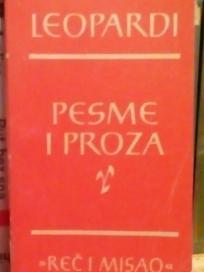 LEOPARDI
PESME
I PROZA
»REČ I MISAO«